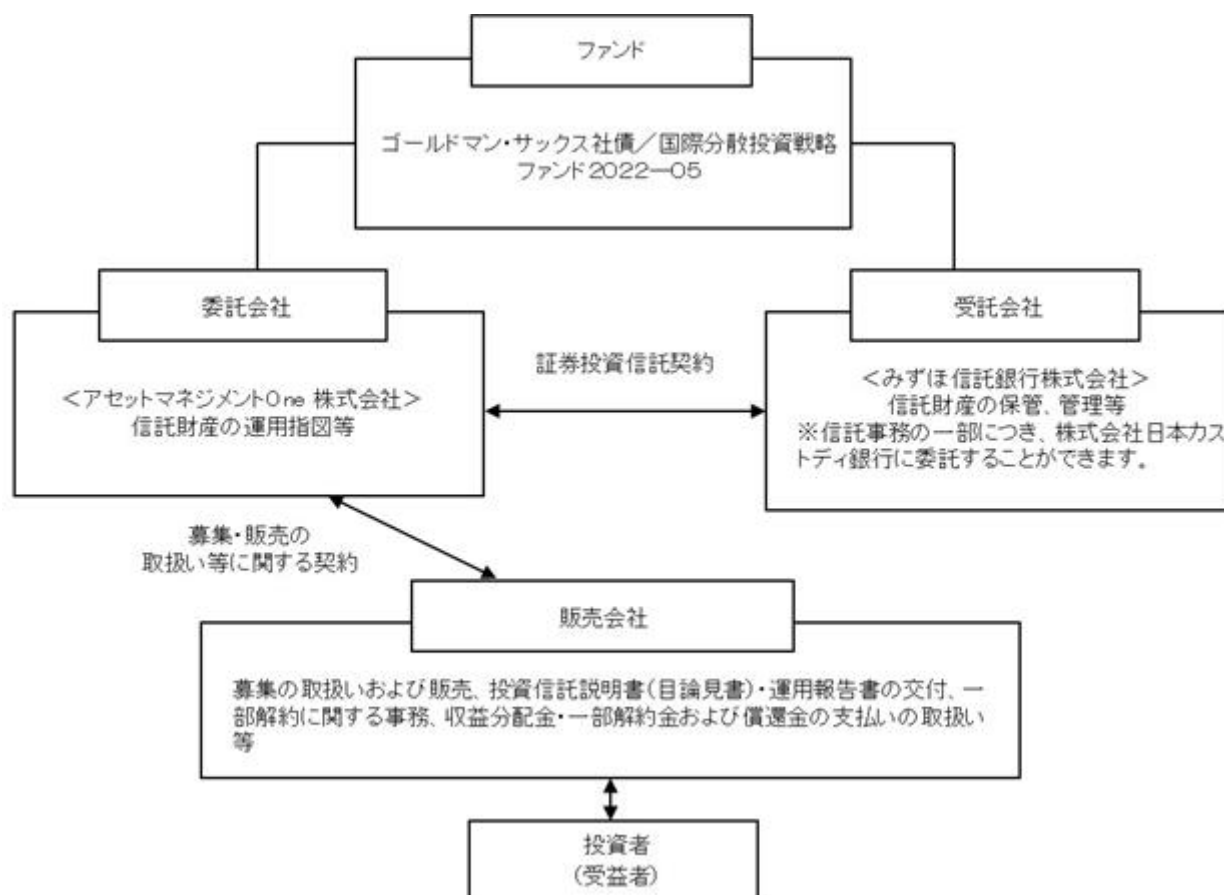 ファンド
ゴールドマン・サックス社債／国際分散投資戦略
ファンド2022―05
委託会社
＜アセットマネジメントOne 株式会社＞
信託財産の運用指図等
証券投資信託契約
受託会社
＜みずほ信託銀行株式会社＞
信託財産の保管、管理等
※信託事務の一部につき、株式会社日本カス
トディ銀行に委託することができます。
募集・販売の
取扱い等に関する契約
販売会社
募集の取扱いおよび販売、投資信託説明書（目論見書）・運用報告書の交付、一
部解約に関する事務、収益分配金・一部解約金および償還金の支払いの取扱い
等
投資者
（受益者）